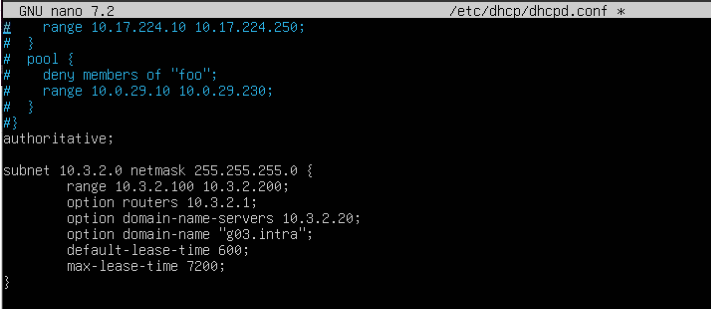 GNU nano 7.2 /etc/dhcp/dhcpd.conf *
#    range 10.17.224.10 10.17.224.250;
#  }
#  pool {
#    deny members of "foo";
#    range 10.0.29.10 10.0.29.230;
#  }
#}
authoritative;
subnet 10.3.2.0 netmask 255.255.255.0 {
        range 10.3.2.100 10.3.2.200;
        option routers 10.3.2.1;
        option domain-name-servers 10.3.2.20;
        option domain-name "g03.intra";
        default-lease-time 600;
        max-lease-time 7200;
}